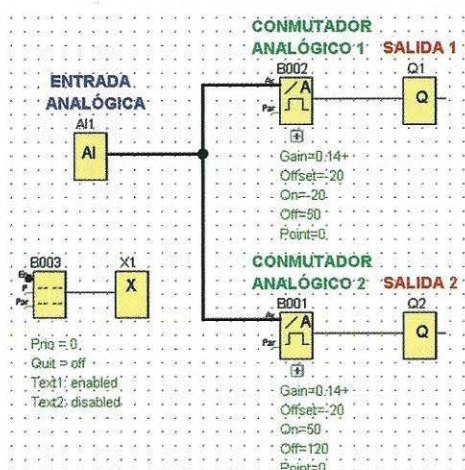 CONMUTADOR
ANALÓGICO 1
SALIDA 1
B002
Q1
Ax
/A
Par
Q
Gain=0.14+
Offset=-20
On=-20
Off=50
Point=0
ENTRADA
ANALÓGICA
AI1
AI
B003
X1
En
P
Par
X
Prio = 0
Quit = off
Text1: enabled
Text2: disabled
CONMUTADOR
ANALÓGICO 2
SALIDA 2
B001
Q2
Ax
/A
Par
Q
Gain=0.14+
Offset=-20
On=50
Off=120
Point=0